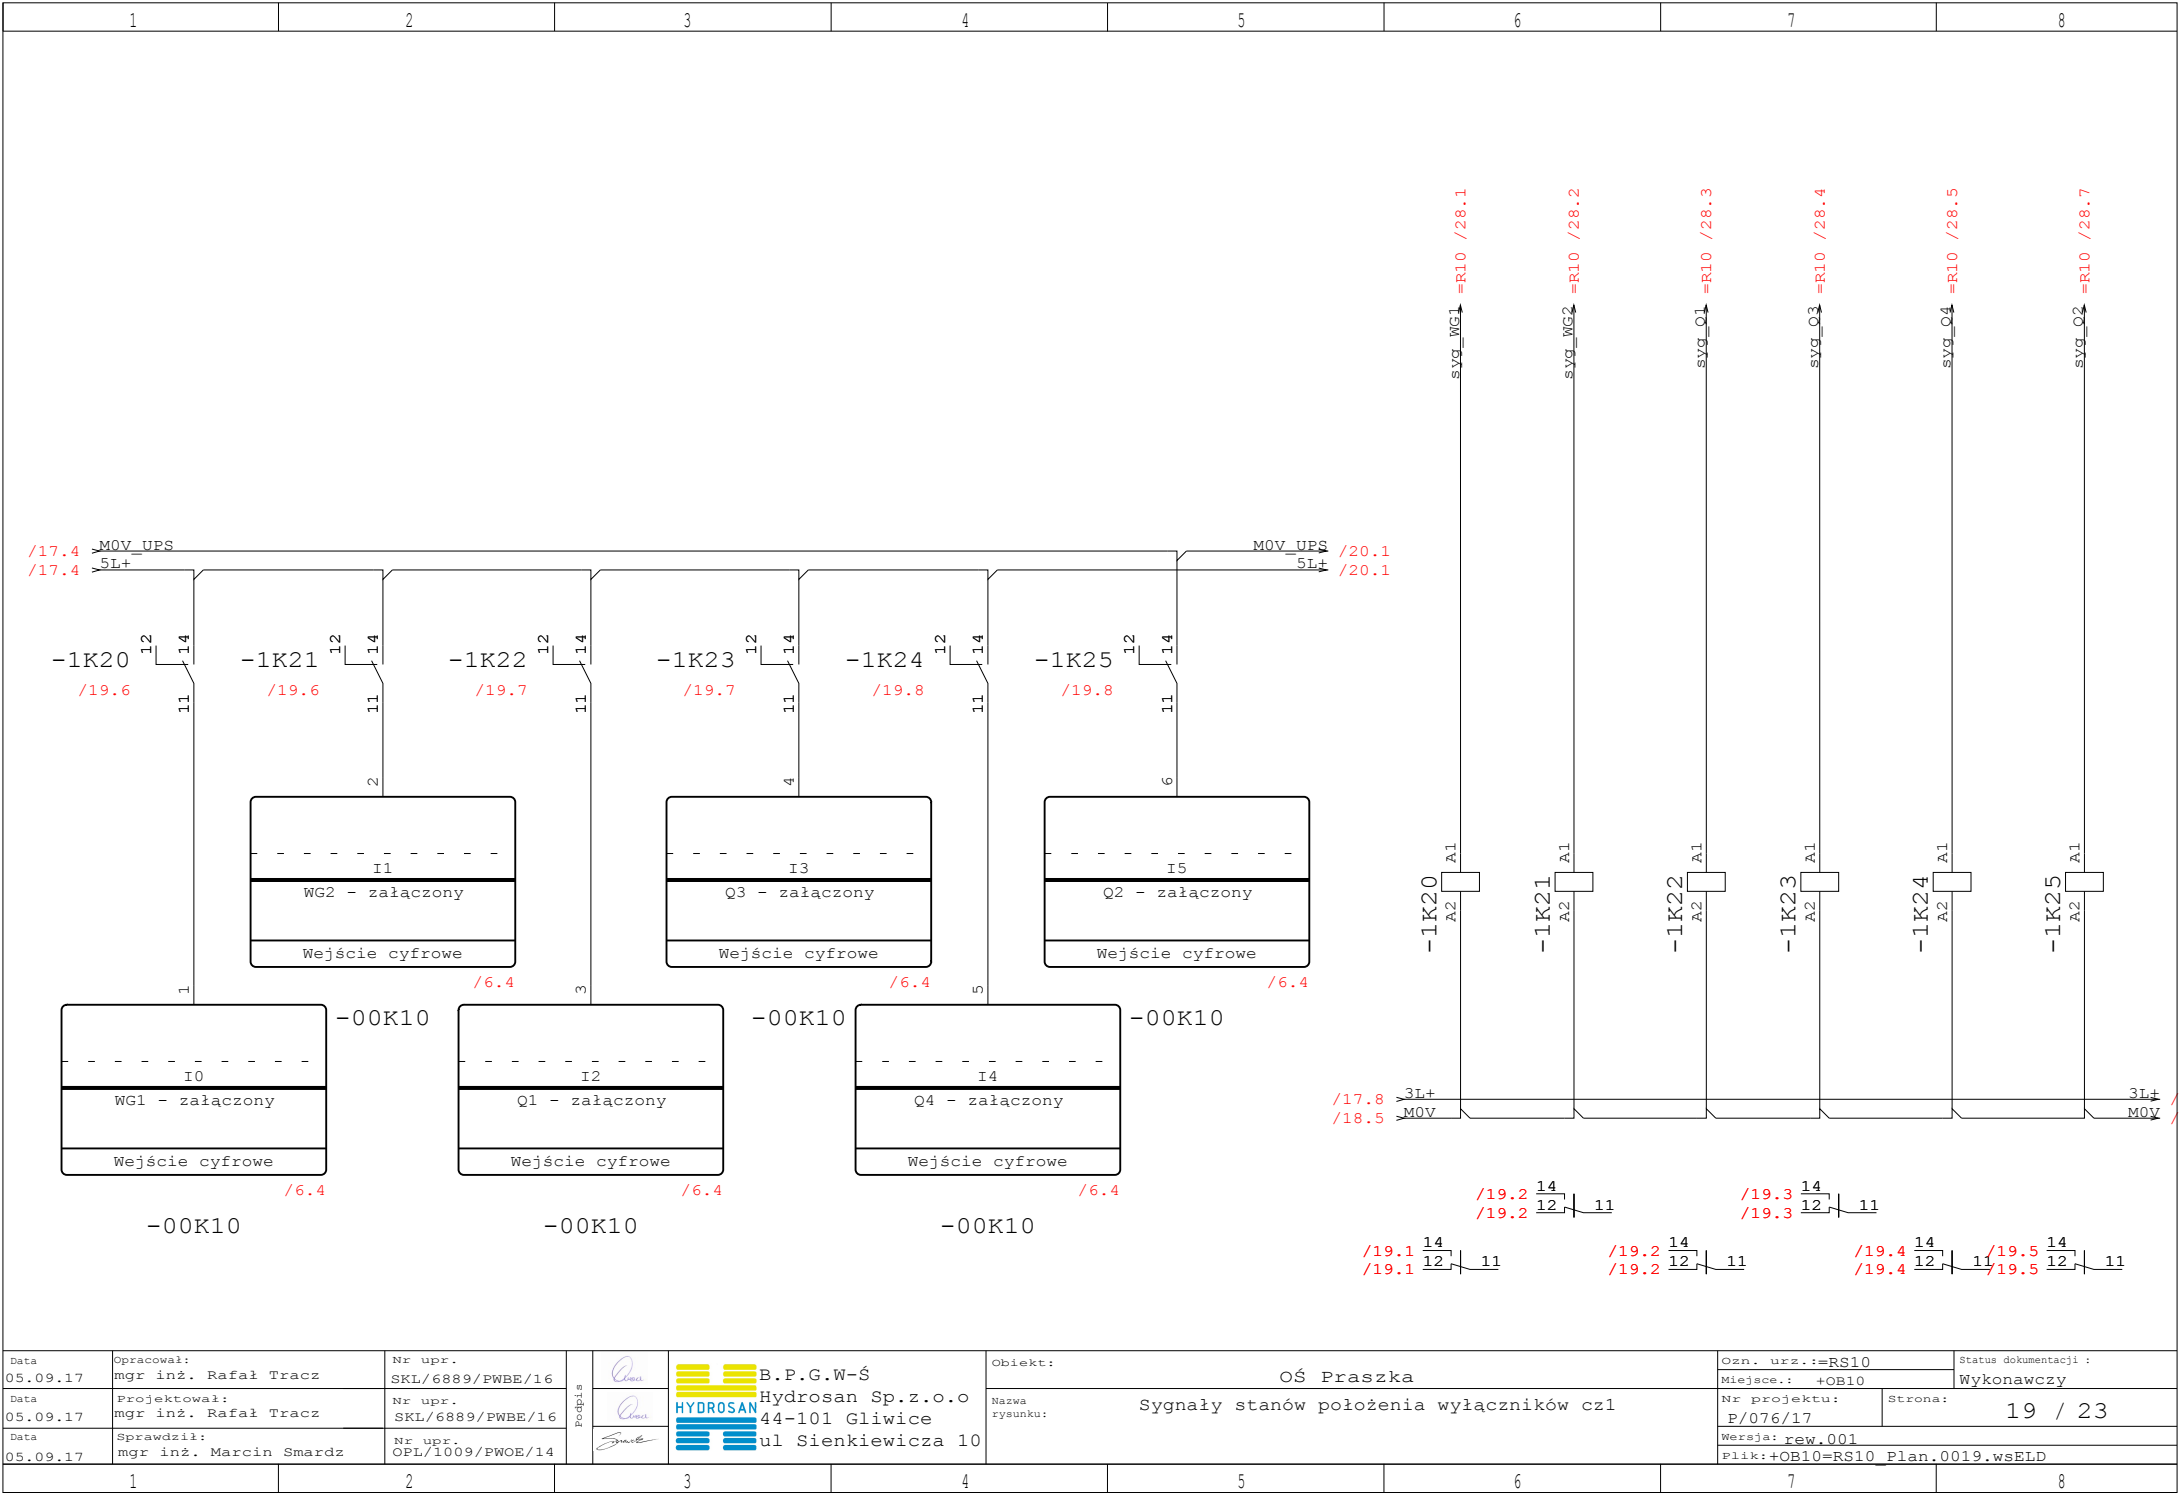 1 2 3 4 5 6 7 8
=R10 /28.1
=R10 /28.2
=R10 /28.3
=R10 /28.4
=R10 /28.5
=R10 /28.7
syg_WG1
syg_WG2
syg_Q1
syg_Q3
syg_Q4
syg_Q2
/17.4 M0V_UPS M0V_UPS /20.1
/17.4 5L+ 5L+ /20.1
-1K20 12 14
/19.6
11
-1K21 12 14
/19.6
11
-1K22 12 14
/19.7
11
-1K23 12 14
/19.7
11
-1K24 12 14
/19.8
11
-1K25 12 14
/19.8
11
2
I1
WG2 - załączony
Wejście cyfrowe
/6.4
-00K10
4
I3
Q3 - załączony
Wejście cyfrowe
/6.4
-00K10
6
I5
Q2 - załączony
Wejście cyfrowe
/6.4
-00K10
1
I0
WG1 - załączony
Wejście cyfrowe
/6.4
-00K10
3
I2
Q1 - załączony
Wejście cyfrowe
/6.4
-00K10
5
I4
Q4 - załączony
Wejście cyfrowe
/6.4
-00K10
-1K20 A1 A2
-1K21 A1 A2
-1K22 A1 A2
-1K23 A1 A2
-1K24 A1 A2
-1K25 A1 A2
/17.8 3L+ 3L+ /
/18.5 M0V M0V /
/19.2 14
/19.2 12 11
/19.3 14
/19.3 12 11
/19.1 14
/19.1 12 11
/19.2 14
/19.2 12 11
/19.4 14
/19.4 12 11
/19.5 14
/19.5 12 11
Data
05.09.17
Opracował:
mgr inż. Rafał Tracz
Nr upr.
SKL/6889/PWBE/16
Data
05.09.17
Projektował:
mgr inż. Rafał Tracz
Nr upr.
SKL/6889/PWBE/16
Data
05.09.17
Sprawdził:
mgr inż. Marcin Smardz
Nr upr.
OPL/1009/PWOE/14
Podpis
HYDROSAN
B.P.G.W-Ś
Hydrosan Sp.z.o.o
44-101 Gliwice
ul Sienkiewicza 10
Obiekt:
OŚ Praszka
Nazwa
rysunku:
Sygnały stanów położenia wyłączników cz1
Ozn. urz.:=RS10
Miejsce.: +OB10
Status dokumentacji :
Wykonawczy
Nr projektu:
P/076/17
Strona:
19 / 23
Wersja: rew.001
Plik:+OB10=RS10_Plan.0019.wsELD
1 2 3 4 5 6 7 8